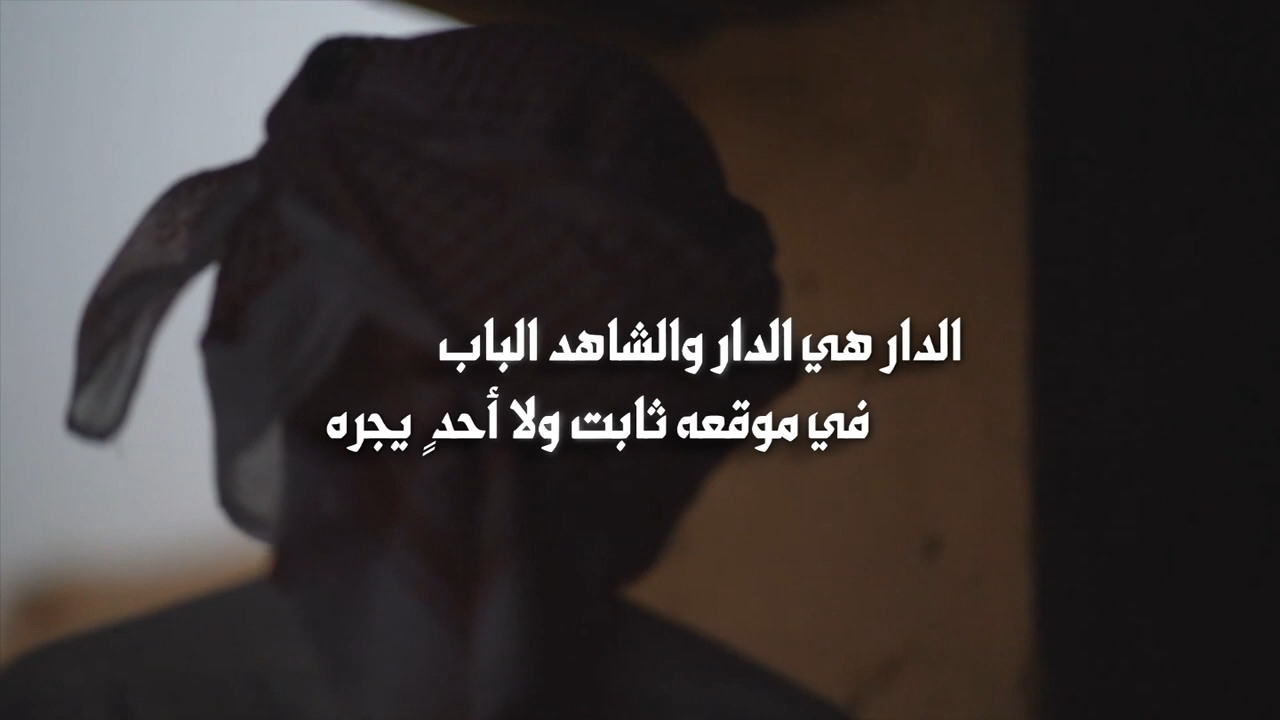 الدار هي الدار والشاهد الباب
في موقعه ثابت ولا أحدٍ يجره